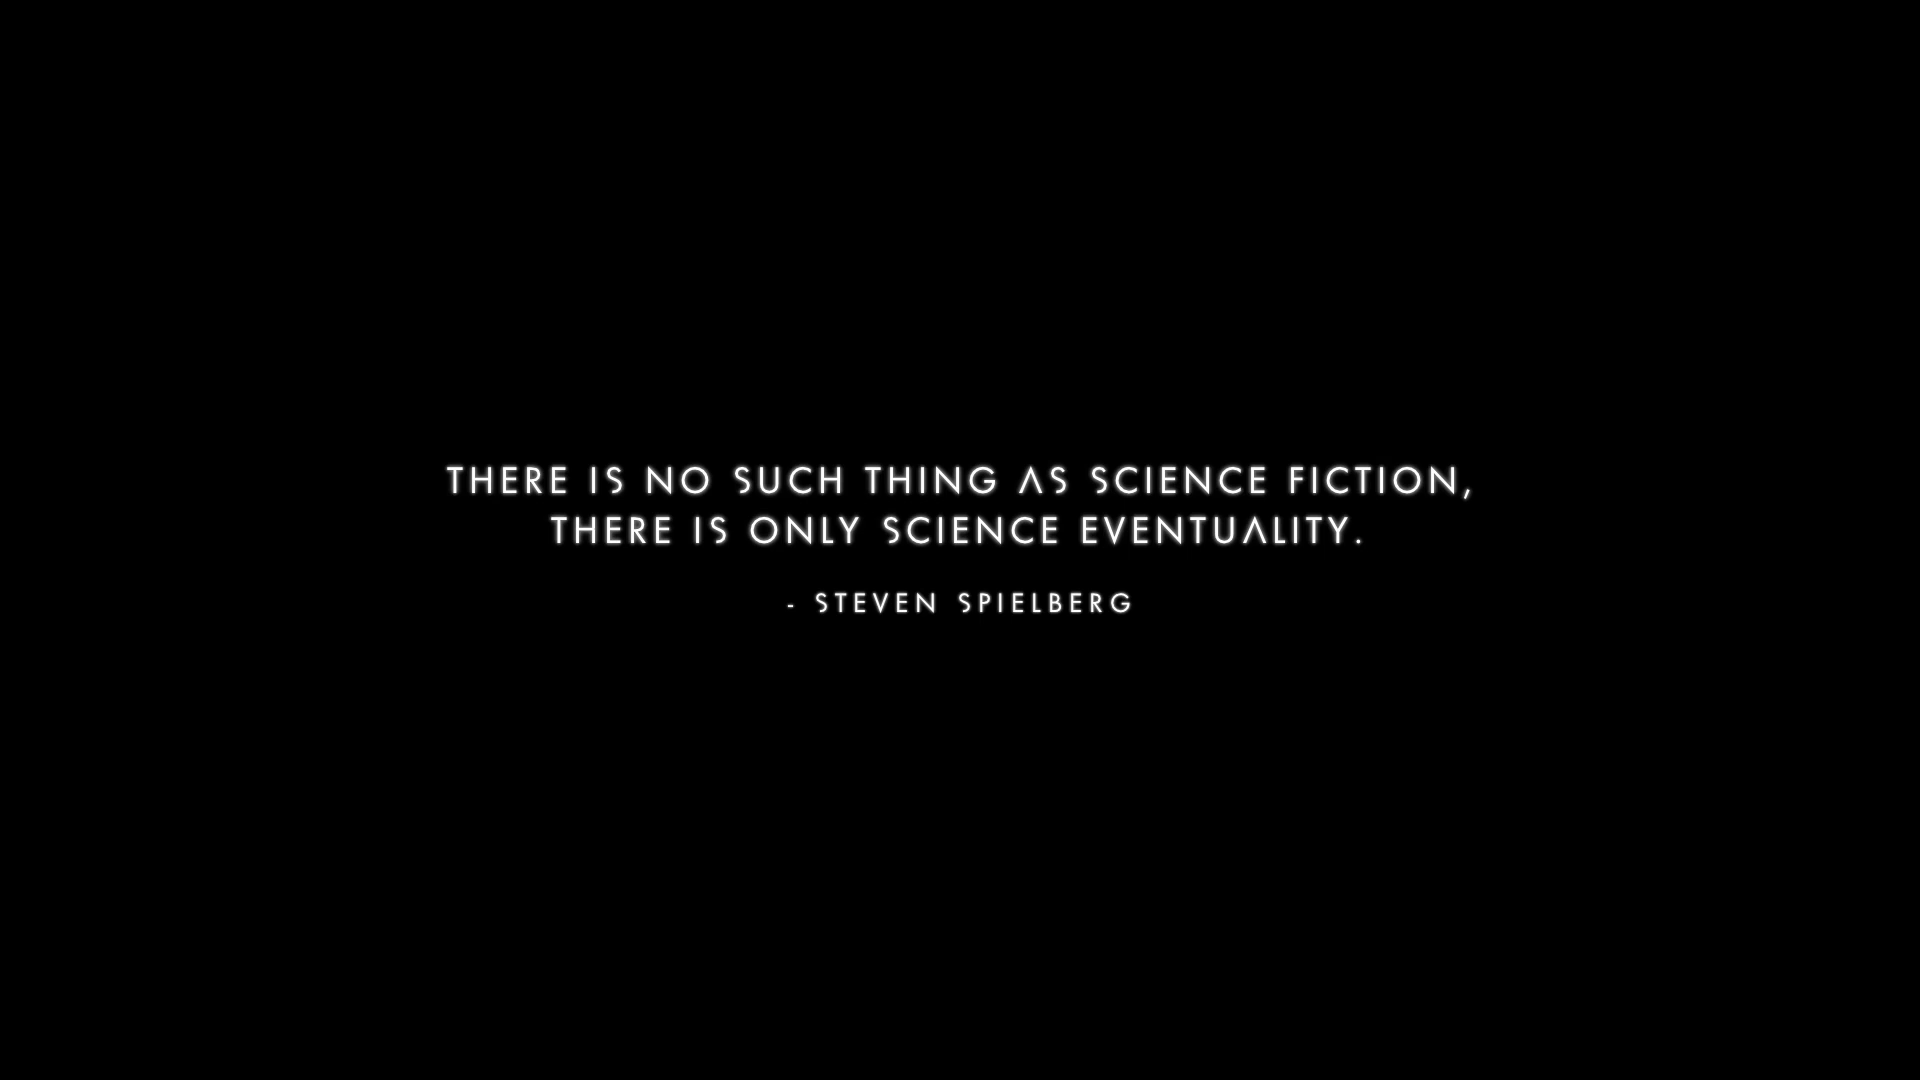 THERE IS NO SUCH THING AS SCIENCE FICTION,
THERE IS ONLY SCIENCE EVENTUALITY.
- STEVEN SPIELBERG